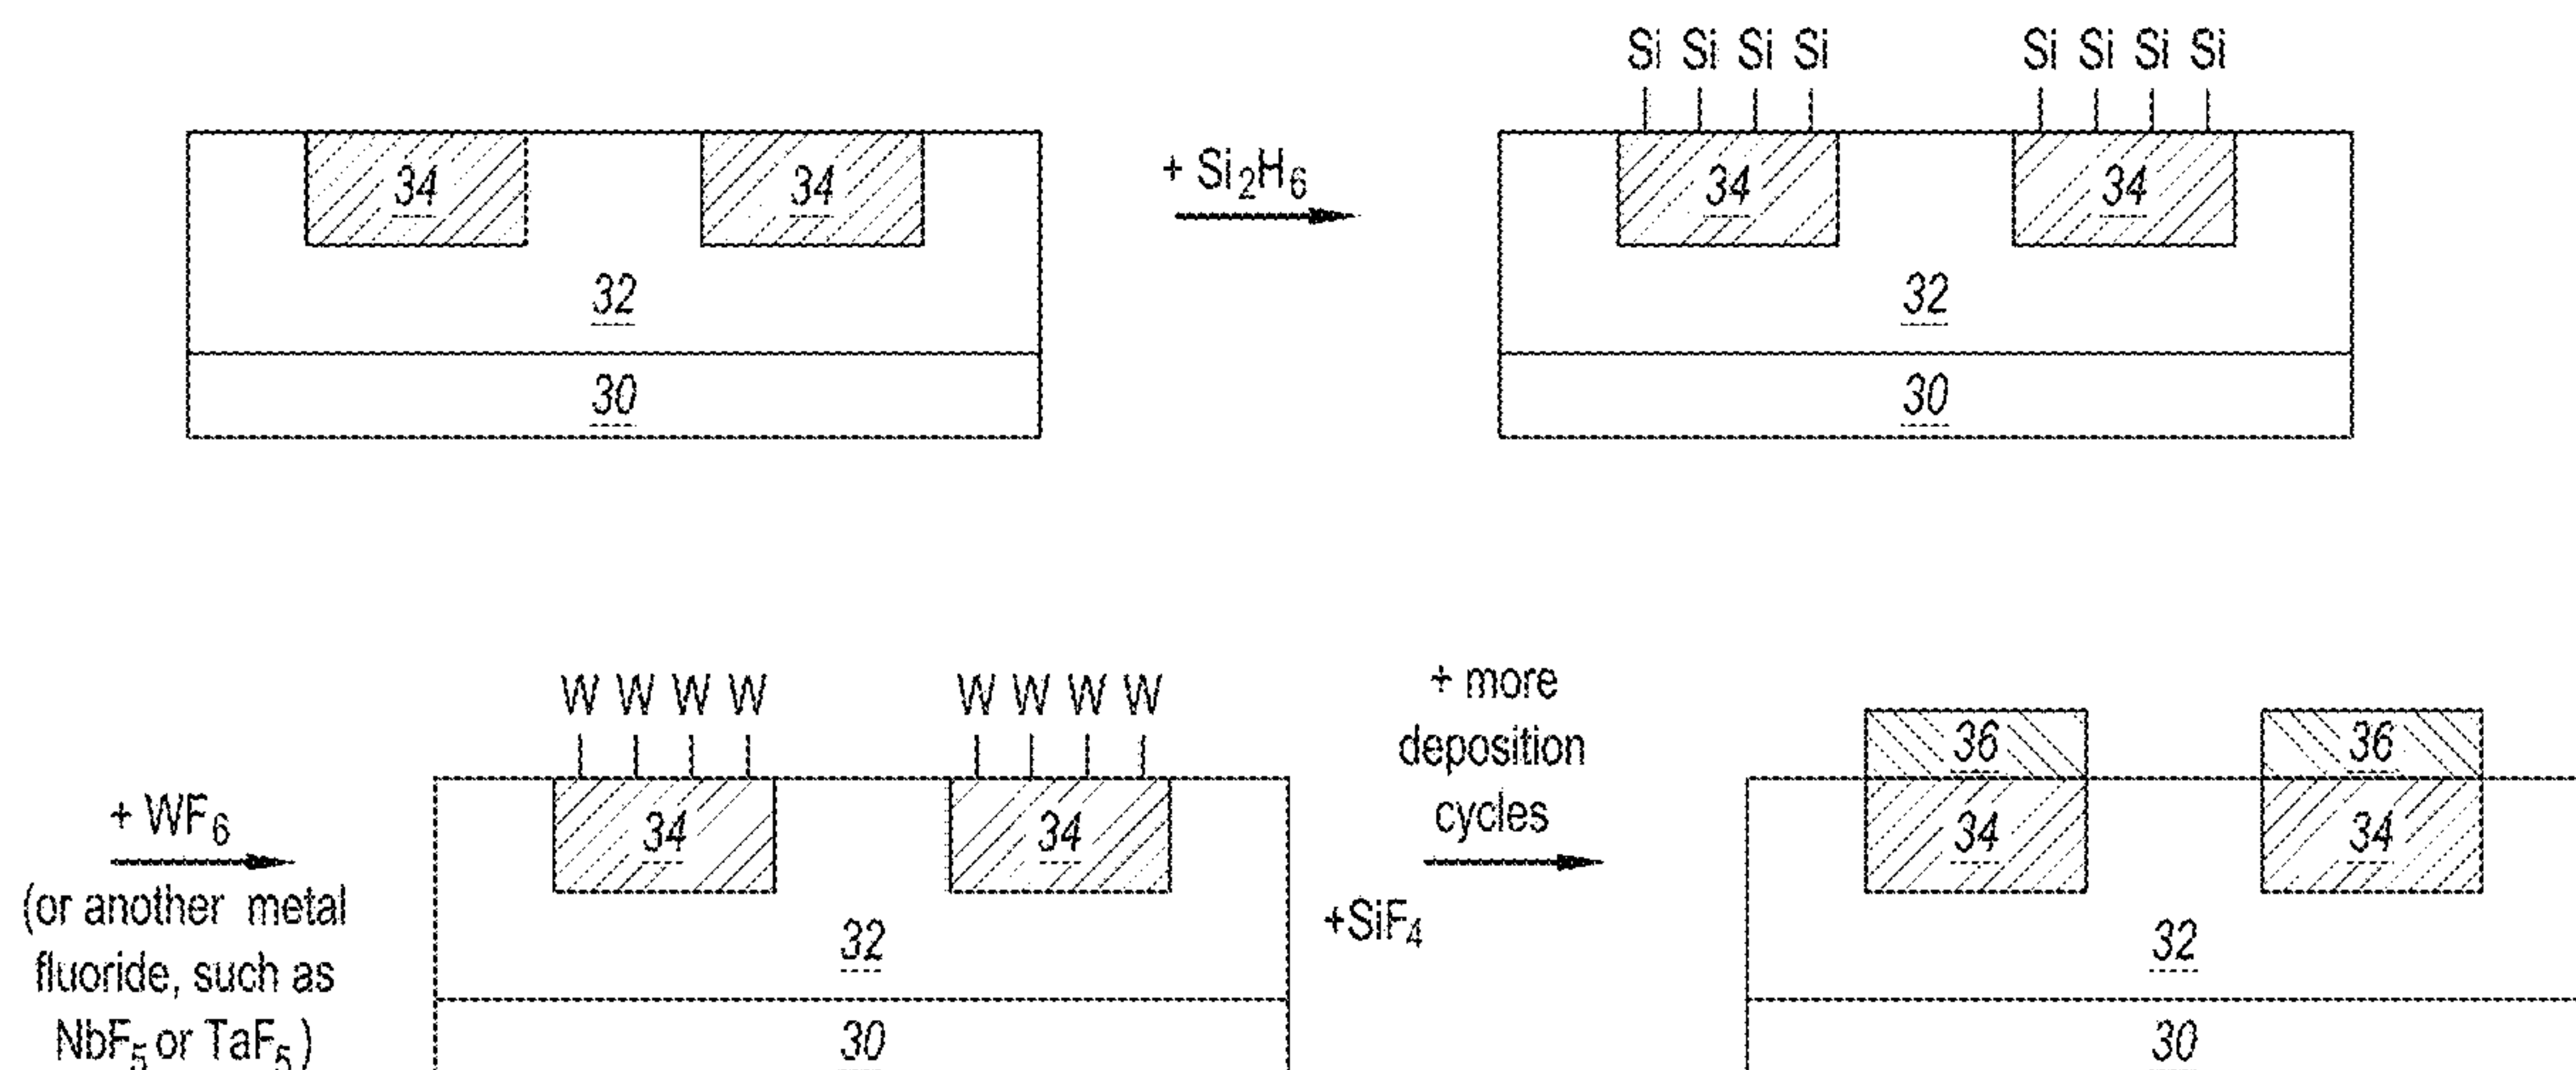 Si Si Si Si Si Si Si Si
34 34
+ Si₂H₆
34 34
32
32
30
30
W W W W W W W W
+ more
deposition
cycles
36 36
+ WF₆
(or another metal
fluoride, such as
NbF₅ or TaF₅)
34 34
32
30
+SiF₄
34 34
32
30